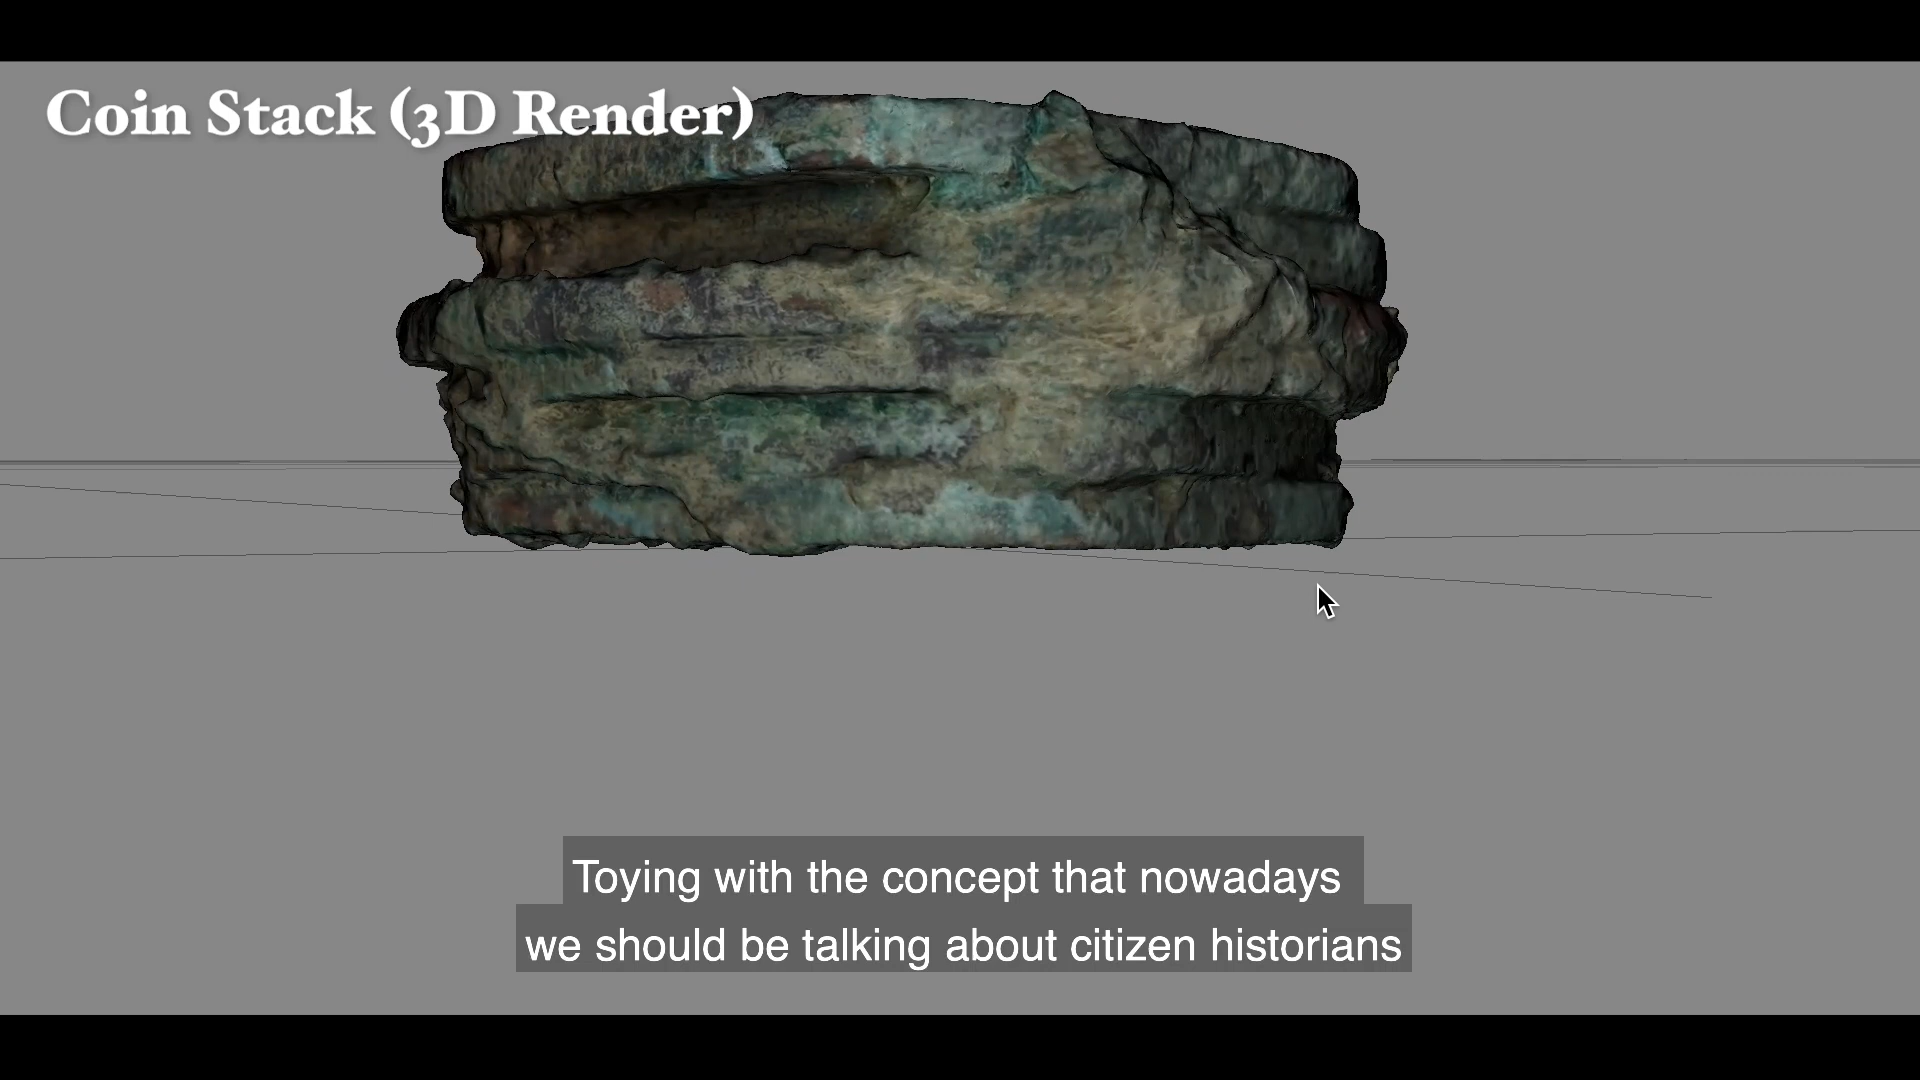 Coin Stack (3D Render)
Toying with the concept that nowadays
we should be talking about citizen historians